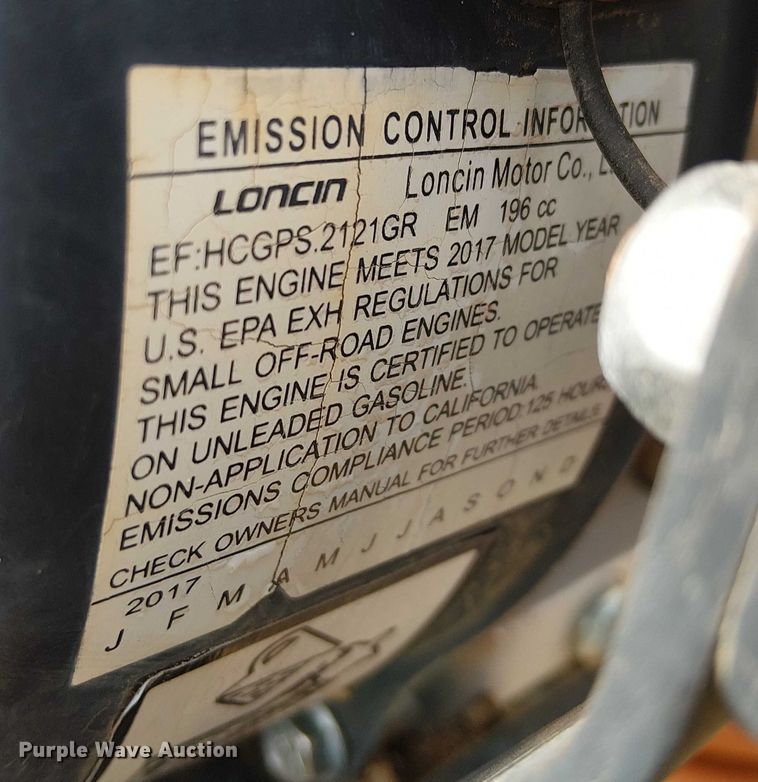 EMISSION CONTROL INFOR TION
LONCIN Loncin Motor Co., L
EF:HCGPS.2121GR EM 196 cc
THIS ENGINE MEETS 2017 MODEL YEAR
U.S. EPA EXH REGULATIONS FOR
SMALL OFF-ROAD ENGINES.
THIS ENGINE IS CERTIFIED TO OPERATE
ON UNLEADED GASOLINE.
NON-APPLICATION TO CALIFORNIA.
EMISSIONS COMPLIANCE PERIOD:125 HOURS
CHECK OWNERS MANUAL FOR FURTHER DETAILS
2017
J F M A M J J A S O N D
Purple Wave Auction